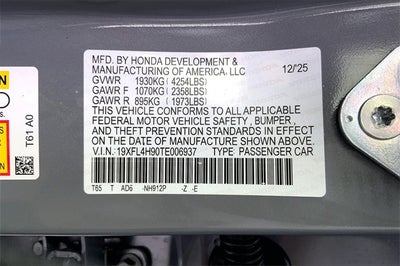 MFD. BY HONDA DEVELOPMENT &
MANUFACTURING OF AMERICA, LLC 12/'25
GVWR 1930KG (4254LBS)
GAWR F 1070KG (2358LBS)
GAWR R 895KG (1973LBS)
THIS VEHICLE CONFORMS TO ALL APPLICABLE
FEDERAL MOTOR VEHICLE SAFETY, BUMPER,
AND THEFT PREVENTION STANDARDS IN EFFECT
ON THE DATE OF MANUFACTURE SHOWN ABOVE.
V.I.N.: 19XFL4H90TE006937 TYPE: PASSENGER CAR
T65 T AD6 -NH912P -Z -E
T61 A0